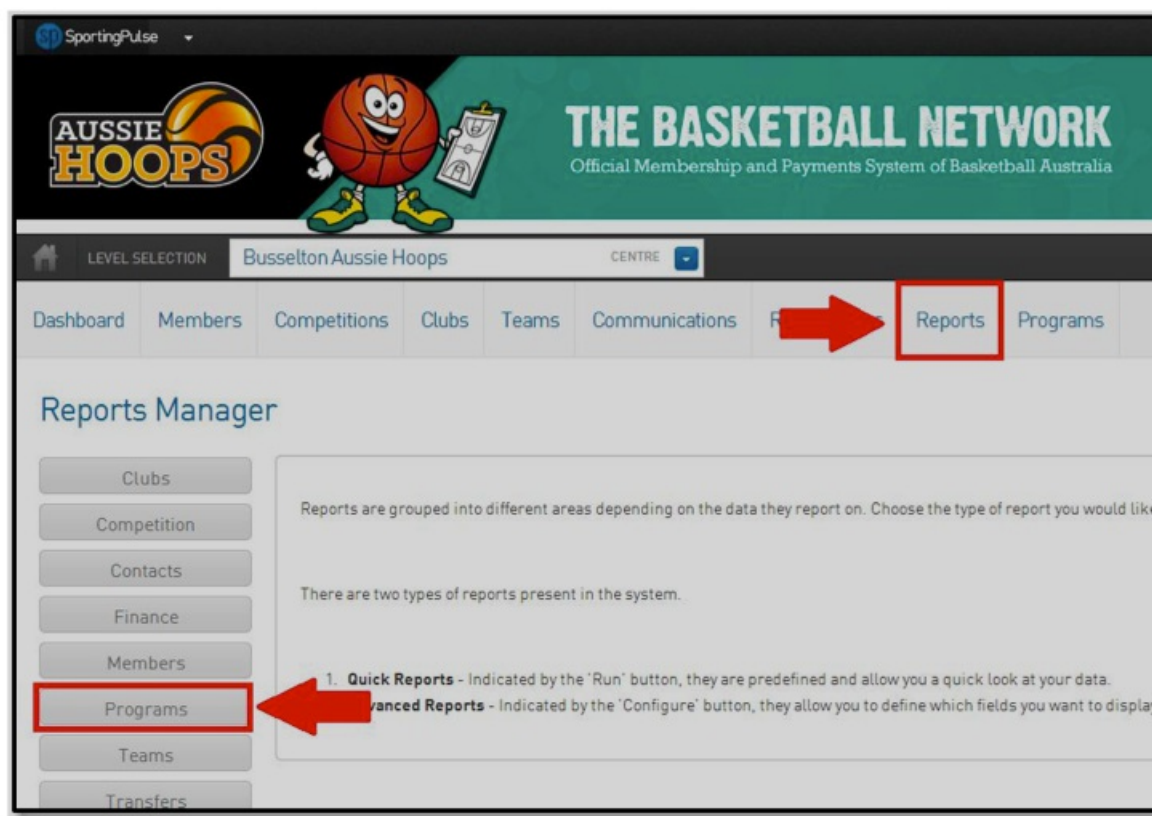 SportingPulse
AUSSIE
HOOPS
THE BASKETBALL NETWORK
Official Membership and Payments System of Basketball Australia
LEVEL SELECTION Busselton Aussie Hoops CENTRE
Dashboard Members Competitions Clubs Teams Communications Reports Programs
Reports Manager
Clubs
Competition
Contacts
Finance
Members
Programs
Teams
Transfers
Reports are grouped into different areas depending on the data they report on. Choose the type of report you would like
There are two types of reports present in the system.
1. Quick Reports - Indicated by the 'Run' button, they are predefined and allow you a quick look at your data.
vanced Reports - Indicated by the 'Configure' button, they allow you to define which fields you want to display